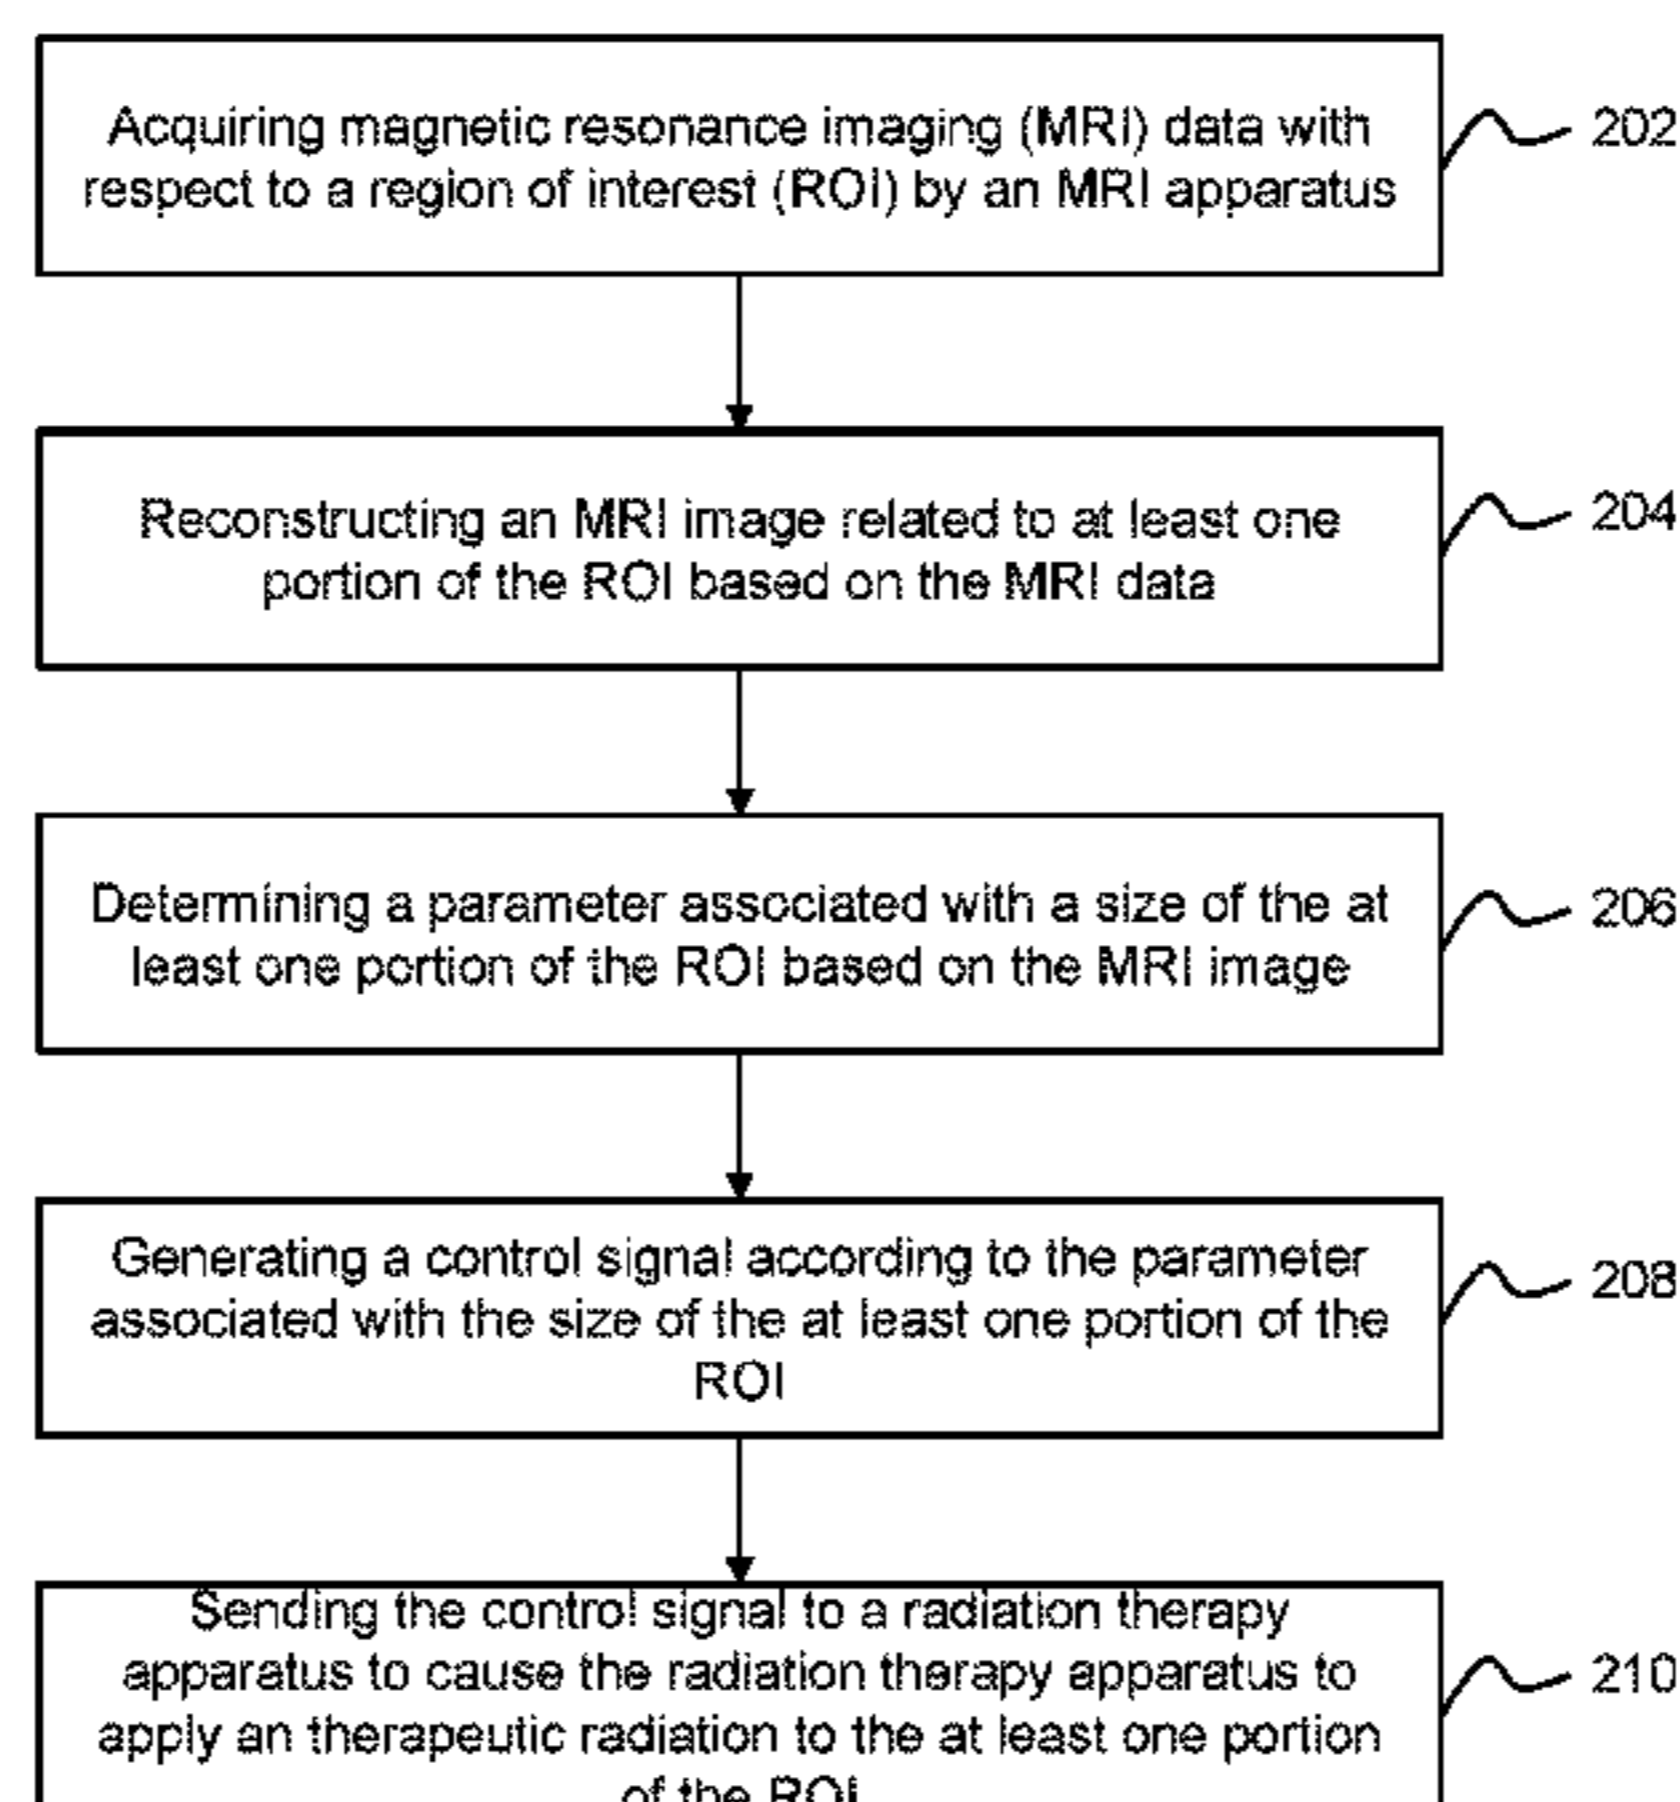 Acquiring magnetic resonance imaging (MRI) data with
respect to a region of interest (ROI) by an MRI apparatus
202
Reconstructing an MRI image related to at least one
portion of the ROI based on the MRI data
204
Determining a parameter associated with a size of the at
least one portion of the ROI based on the MRI image
206
Generating a control signal according to the parameter
associated with the size of the at least one portion of the
ROI
208
Sending the control signal to a radiation therapy
apparatus to cause the radiation therapy apparatus to
apply an therapeutic radiation to the at least one portion
of the ROI
210